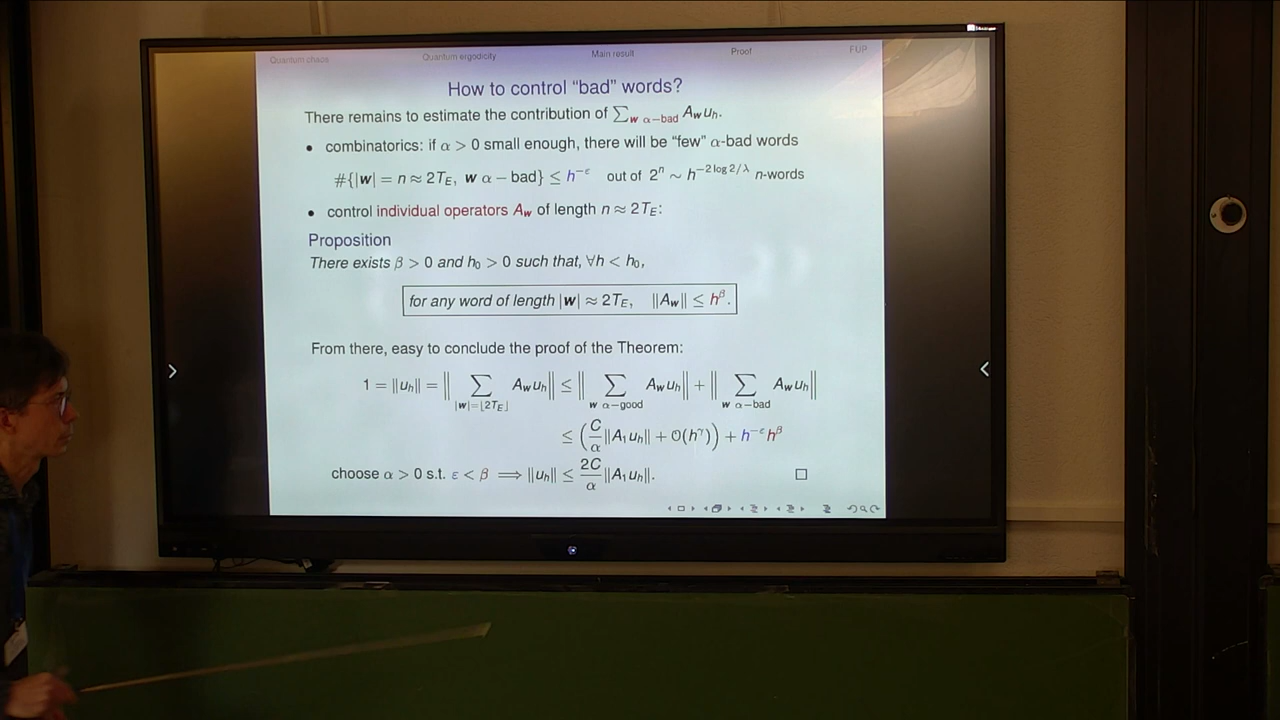 Quantum chaos Quantum ergodicity Main result Proof FUP
How to control "bad" words?
There remains to estimate the contribution of ∑_{w α−bad} A_w u_h.
• combinatorics: if α > 0 small enough, there will be "few" α-bad words
#{|w| = n ≈ 2T_E, w α − bad} ≤ h^{−ε} out of 2^n ∼ h^{−2 log 2/λ} n-words
• control individual operators A_w of length n ≈ 2T_E:
Proposition
There exists β > 0 and h_0 > 0 such that, ∀h < h_0,
for any word of length |w| ≈ 2T_E, ‖A_w‖ ≤ h^β.
From there, easy to conclude the proof of the Theorem:
1 = ‖u_h‖ = ‖ ∑_{|w|=⌊2T_E⌋} A_w u_h ‖ ≤ ‖ ∑_{w α−good} A_w u_h ‖ + ‖ ∑_{w α−bad} A_w u_h ‖
≤ ( C/α ‖A_1 u_h‖ + O(h^γ) ) + h^{−ε} h^β
choose α > 0 s.t. ε < β ⟹ ‖u_h‖ ≤ 2C/α ‖A_1 u_h‖. □